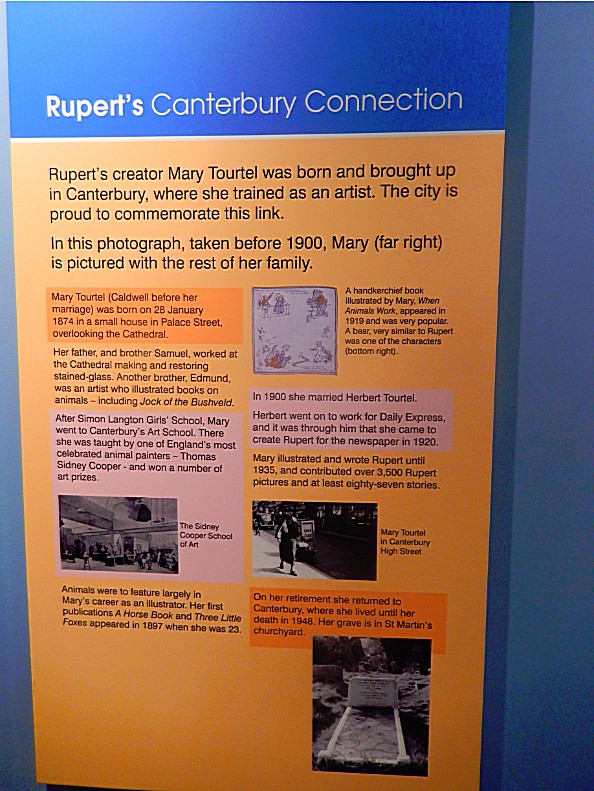 Rupert's Canterbury Connection
Rupert's creator Mary Tourtel was born and brought up
in Canterbury, where she trained as an artist. The city is
proud to commemorate this link.
In this photograph, taken before 1900, Mary (far right)
is pictured with the rest of her family.
Mary Tourtel (Caldwell before her
marriage) was born on 28 January
1874 in a small house in Palace Street,
overlooking the Cathedral.
Her father, and brother Samuel, worked at
the Cathedral making and restoring
stained-glass. Another brother, Edmund,
was an artist who illustrated books on
animals – including Jock of the Bushveld.
After Simon Langton Girls' School, Mary
went to Canterbury's Art School. There
she was taught by one of England's most
celebrated animal painters – Thomas
Sidney Cooper - and won a number of
art prizes.
The Sidney
Cooper School
of Art
Animals were to feature largely in
Mary's career as an illustrator. Her first
publications A Horse Book and Three Little
Foxes appeared in 1897 when she was 23.
A handkerchief book
illustrated by Mary, When
Animals Work, appeared in
1919 and was very popular.
A bear, very similar to Rupert
was one of the characters
(bottom right).
In 1900 she married Herbert Tourtel.
Herbert went on to work for Daily Express,
and it was through him that she came to
create Rupert for the newspaper in 1920.
Mary illustrated and wrote Rupert until
1935, and contributed over 3,500 Rupert
pictures and at least eighty-seven stories.
Mary Tourtel
in Canterbury
High Street
On her retirement she returned to
Canterbury, where she lived until her
death in 1948. Her grave is in St Martin's
churchyard.